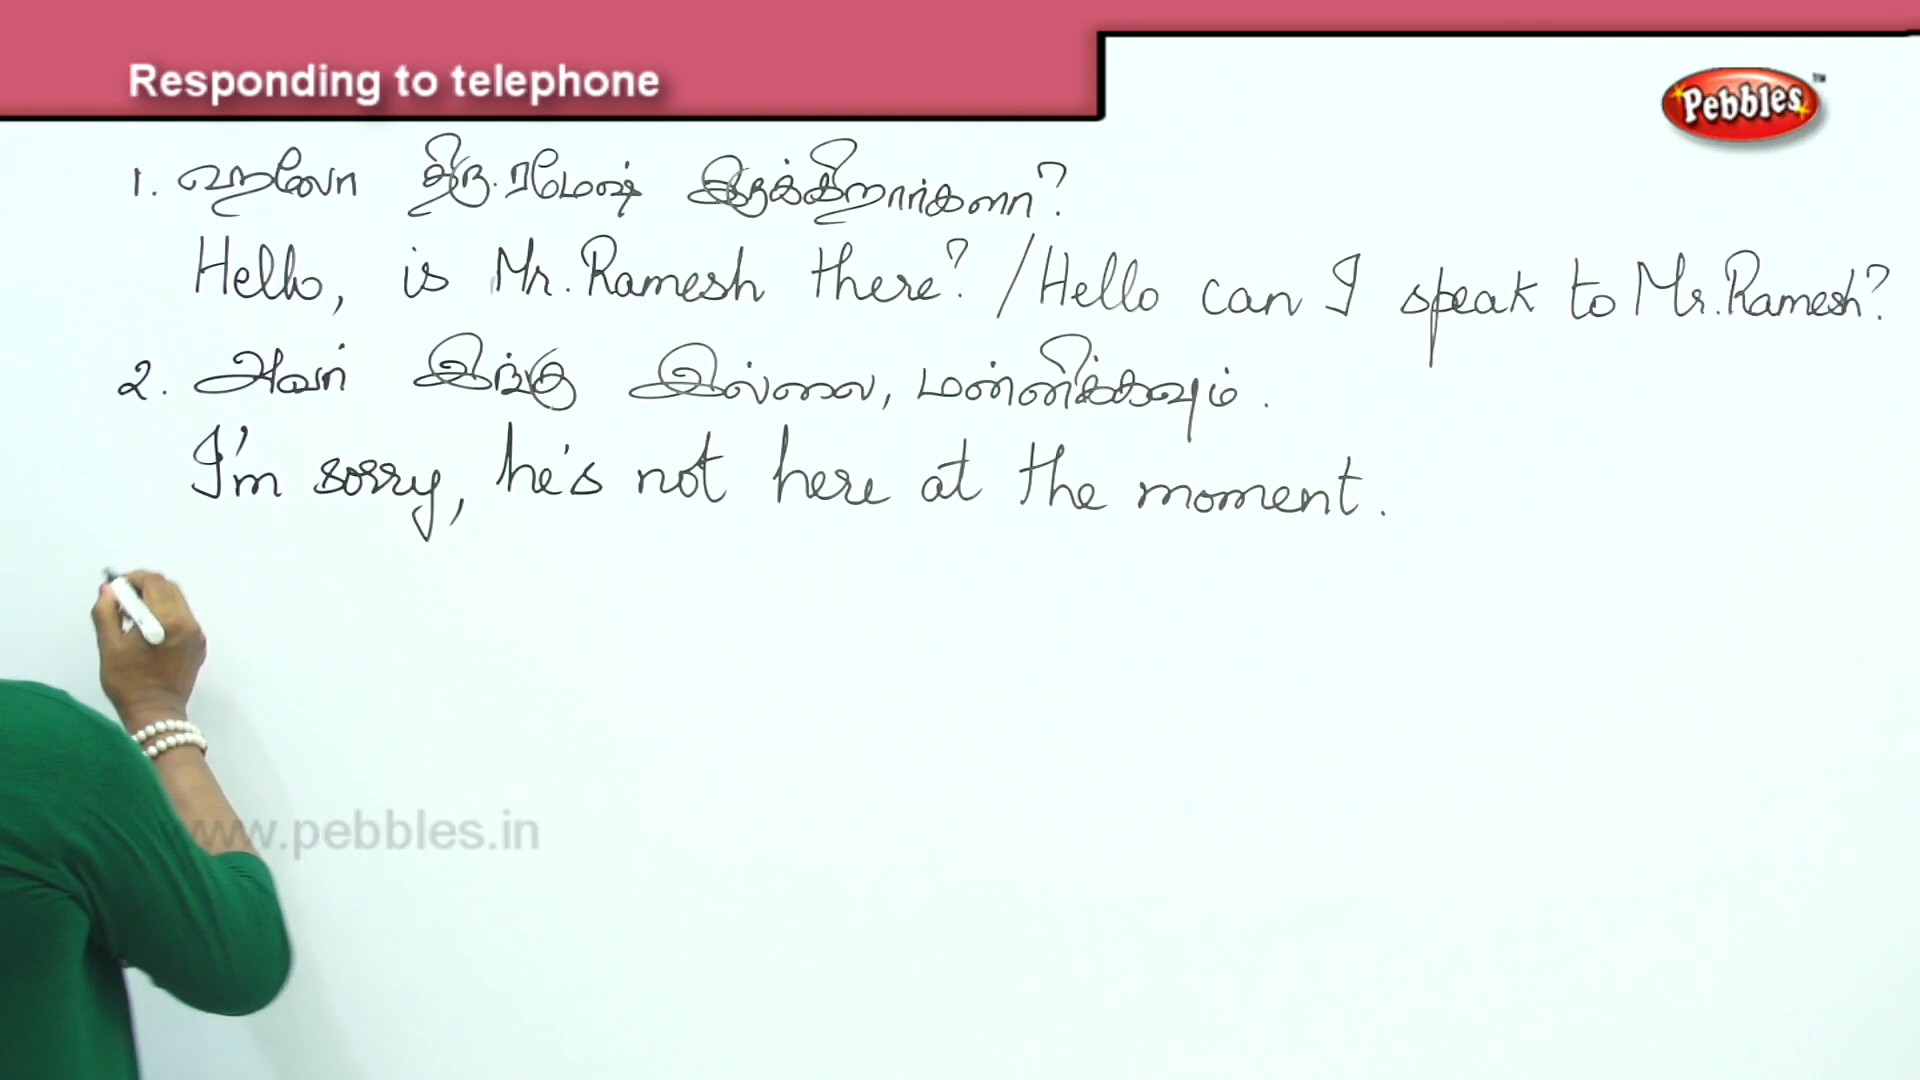 Responding to telephone
Pebbles™
1. ஹலோ திரு. ரமேஷ் இருக்கிறார்களா?
Hello, is Mr. Ramesh there? / Hello can I speak to Mr. Ramesh?
2. அவர் இங்கு இல்லை, மன்னிக்கவும்.
I'm sorry, he's not here at the moment.
www.pebbles.in